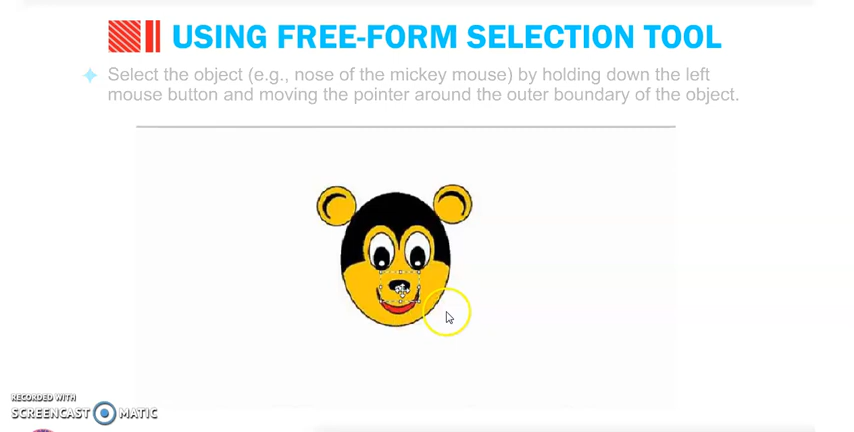 USING FREE-FORM SELECTION TOOL
Select the object (e.g., nose of the mickey mouse) by holding down the left
mouse button and moving the pointer around the outer boundary of the object.
RECORDED WITH
SCREENCAST MATIC